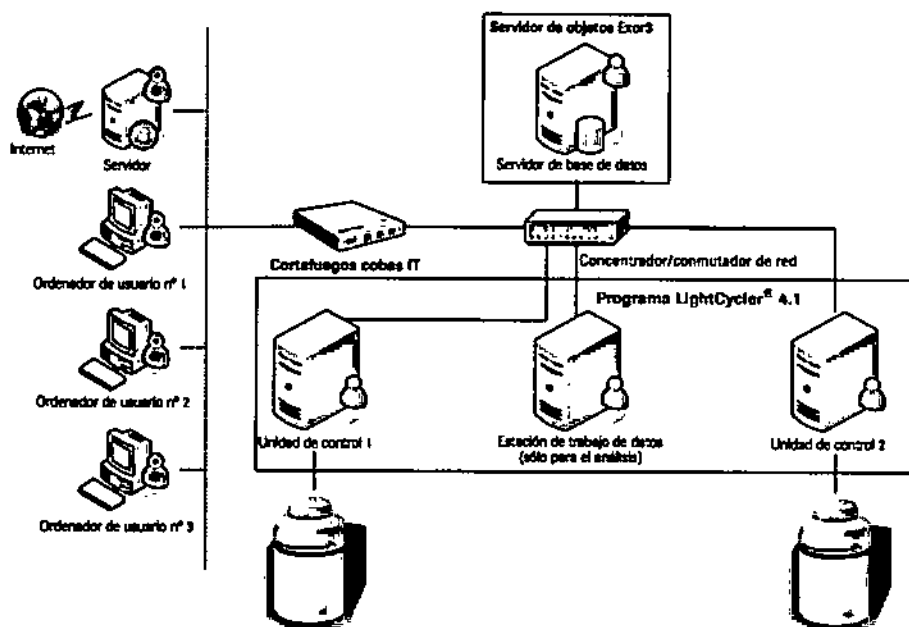 Servidor de objetos Exor3
Servidor de base de datos
Internet
Servidor
Ordenador de usuario nº 1
Cortafuegos cobas IT
Concentrador/conmutador de red
Programa LightCycler® 4.1
Ordenador de usuario nº 2
Unidad de control 1
Estación de trabajo de datos
(sólo para el análisis)
Unidad de control 2
Ordenador de usuario nº 3